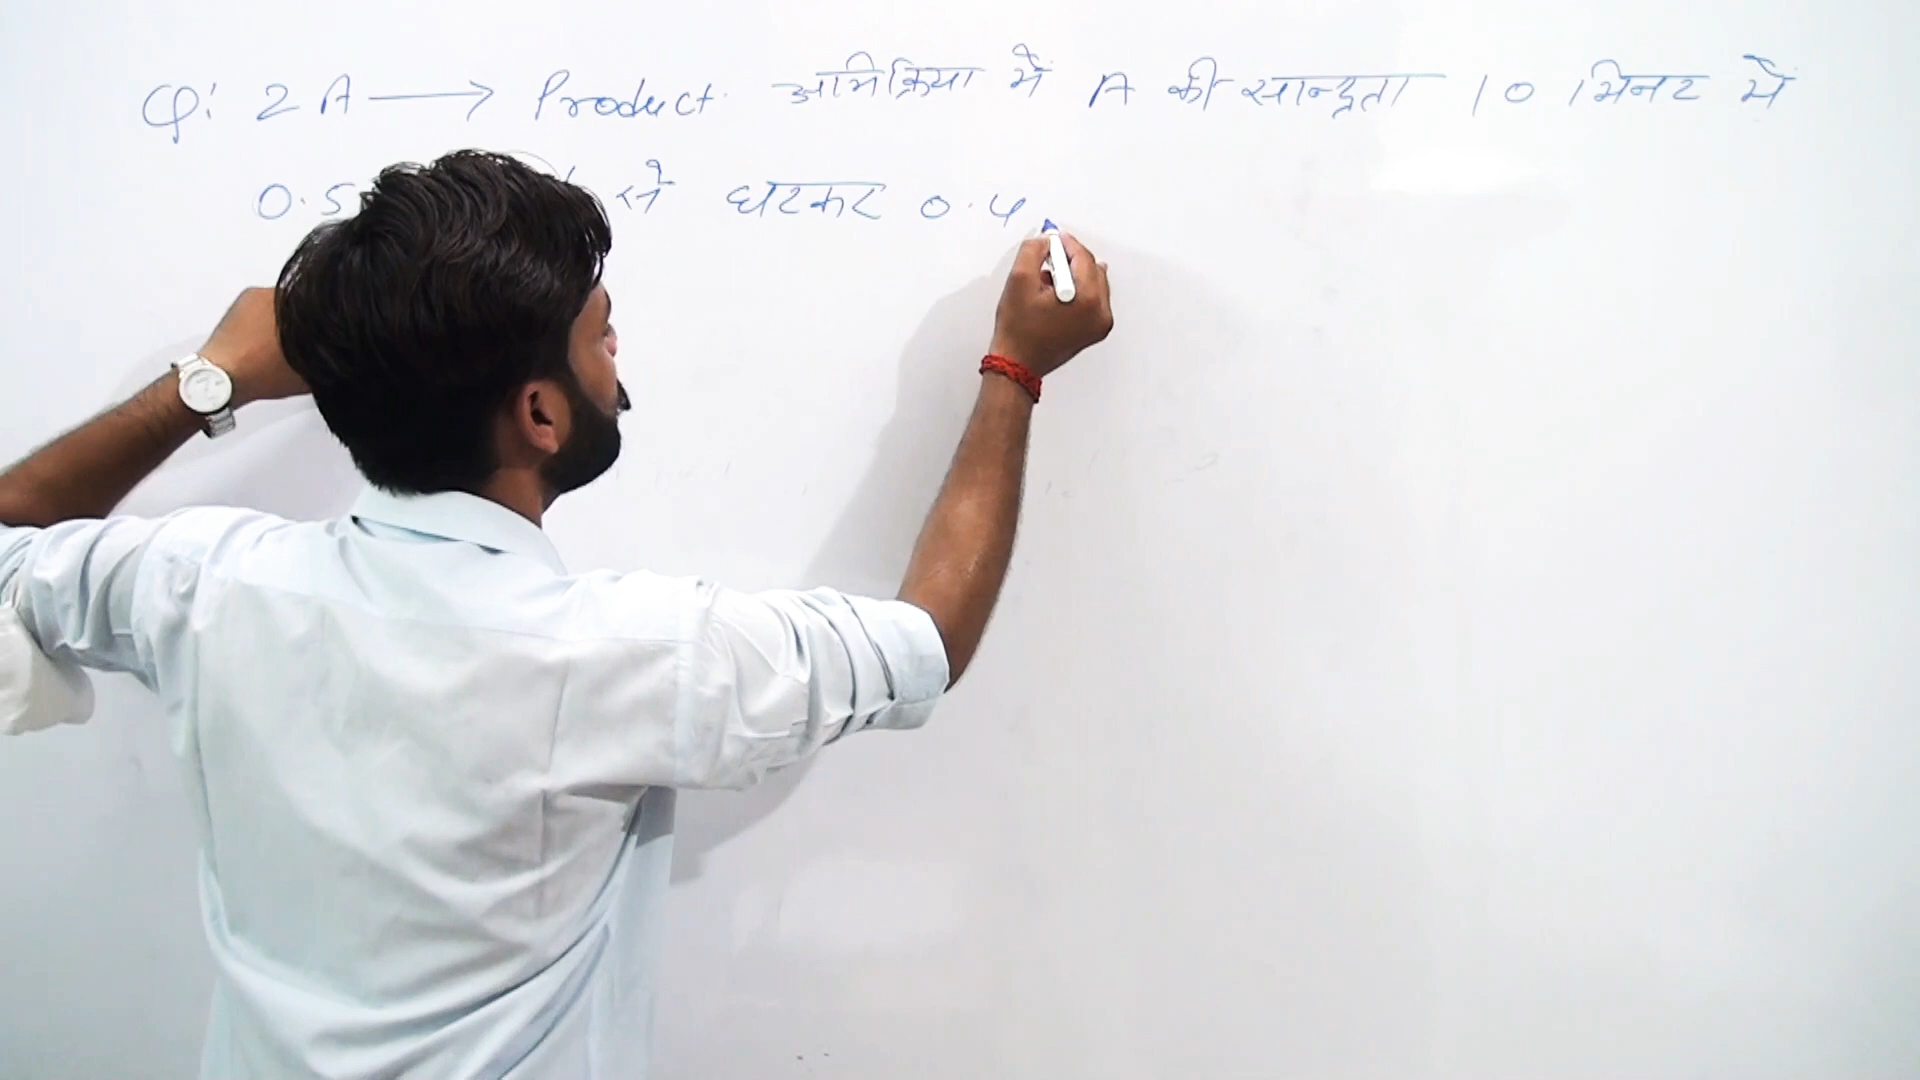 Q: 2A → Product अभिक्रिया में A की सान्द्रता 10 मिनट में
0.5 से घटकर 0.4